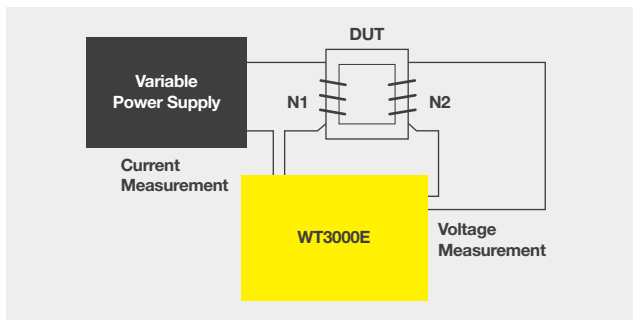 DUT
Variable
Power Supply
N1
N2
Current
Measurement
WT3000E
Voltage
Measurement